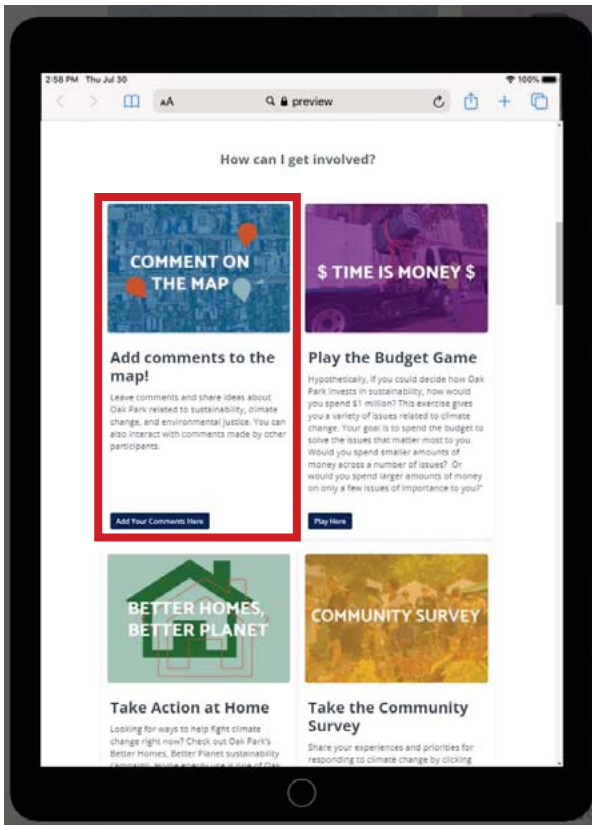 2:58 PM Thu Jul 30
100%
AA
preview
How can I get involved?
COMMENT ON
THE MAP
Add comments to the
map!
Leave comments and share ideas about
Oak Park related to sustainability, climate
change, and environmental justice. You can
also interact with comments made by other
participants.
Add Your Comments Here
$ TIME IS MONEY $
Play the Budget Game
Hypothetically, if you could decide how Oak
Park invests in sustainability, how would
you spend $1 million? This exercise gives
you a variety of issues related to climate
change. Your goal is to spend the budget to
solve the issues that matter most to you.
Would you spend smaller amounts of
money across a number of issues? Or
would you spend larger amounts of money
on only a few issues of importance to you?"
Play Here
BETTER HOMES,
BETTER PLANET
Take Action at Home
Looking for ways to help fight climate
change right now? Check out Oak Park's
Better Homes, Better Planet sustainability
campaign. Home energy use is one of Oak
COMMUNITY SURVEY
Take the Community
Survey
Share your experiences and priorities for
responding to climate change by clicking